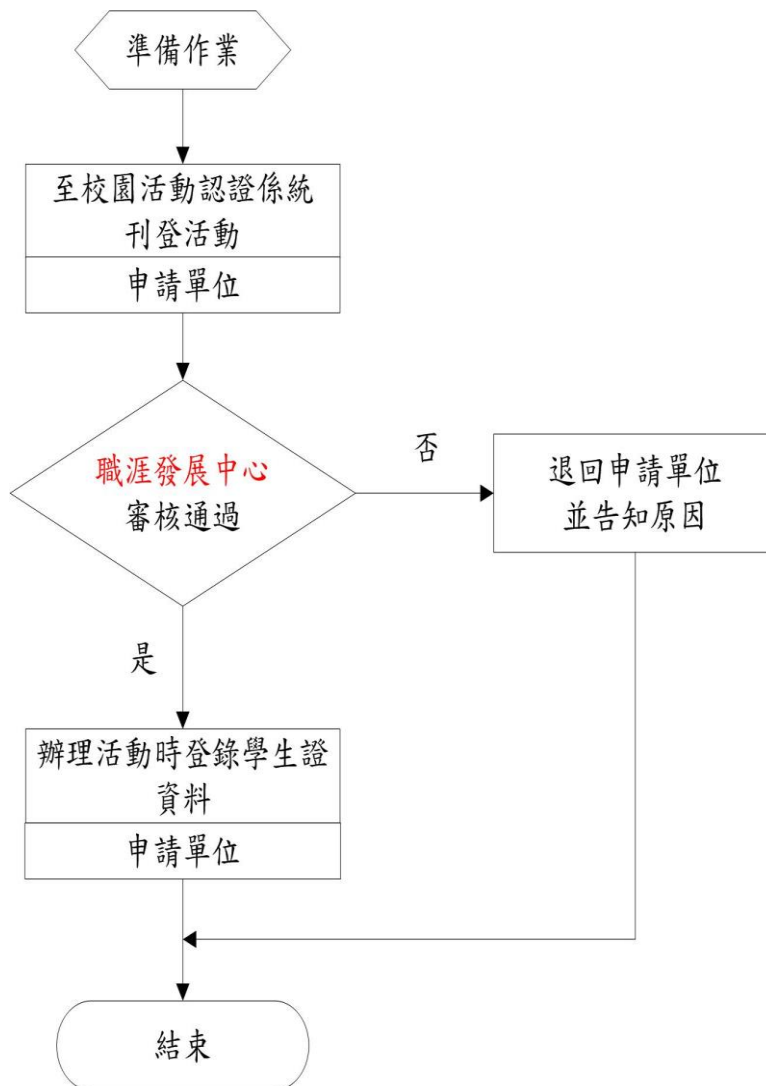 準備作業
至校園活動認證係統
刊登活動
申請單位
職涯發展中心
審核通過
否
退回申請單位
並告知原因
是
辦理活動時登錄學生證
資料
申請單位
結束